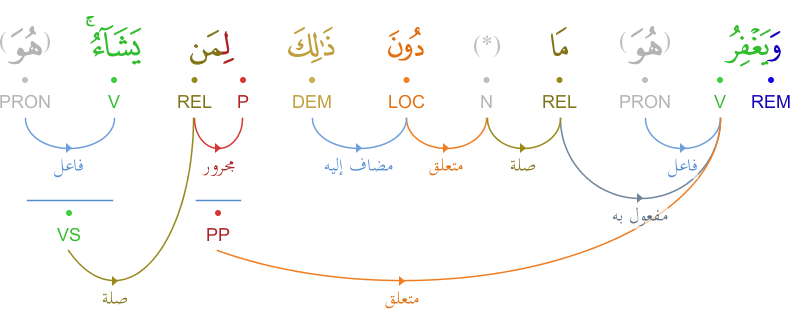 وَيَغْفِرُ (هُوَ) مَا (*) دُونَ ذَٰلِكَ لِمَن يَشَآءُ ۚ (هُوَ)
REM V PRON REL N LOC DEM P REL V PRON
فاعل صلة متعلق مضاف إليه مجرور فاعل
مفعول به
PP VS
متعلق صلة